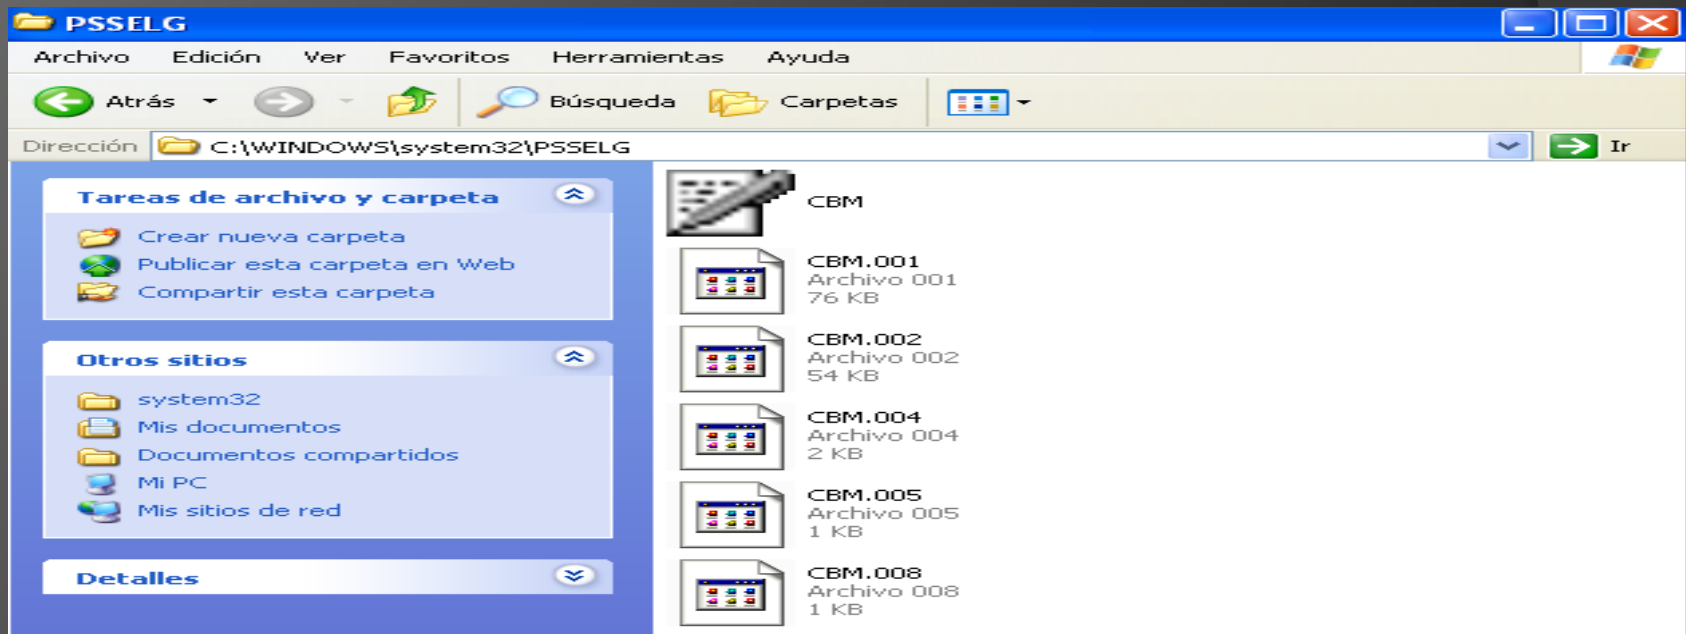 PSSELG
Archivo Edición Ver Favoritos Herramientas Ayuda
Atrás Búsqueda Carpetas
Dirección C:\WINDOWS\system32\PSSELG Ir
Tareas de archivo y carpeta
Crear nueva carpeta
Publicar esta carpeta en Web
Compartir esta carpeta
Otros sitios
system32
Mis documentos
Documentos compartidos
Mi PC
Mis sitios de red
Detalles
CBM
CBM.001
Archivo 001
76 KB
CBM.002
Archivo 002
54 KB
CBM.004
Archivo 004
2 KB
CBM.005
Archivo 005
1 KB
CBM.008
Archivo 008
1 KB